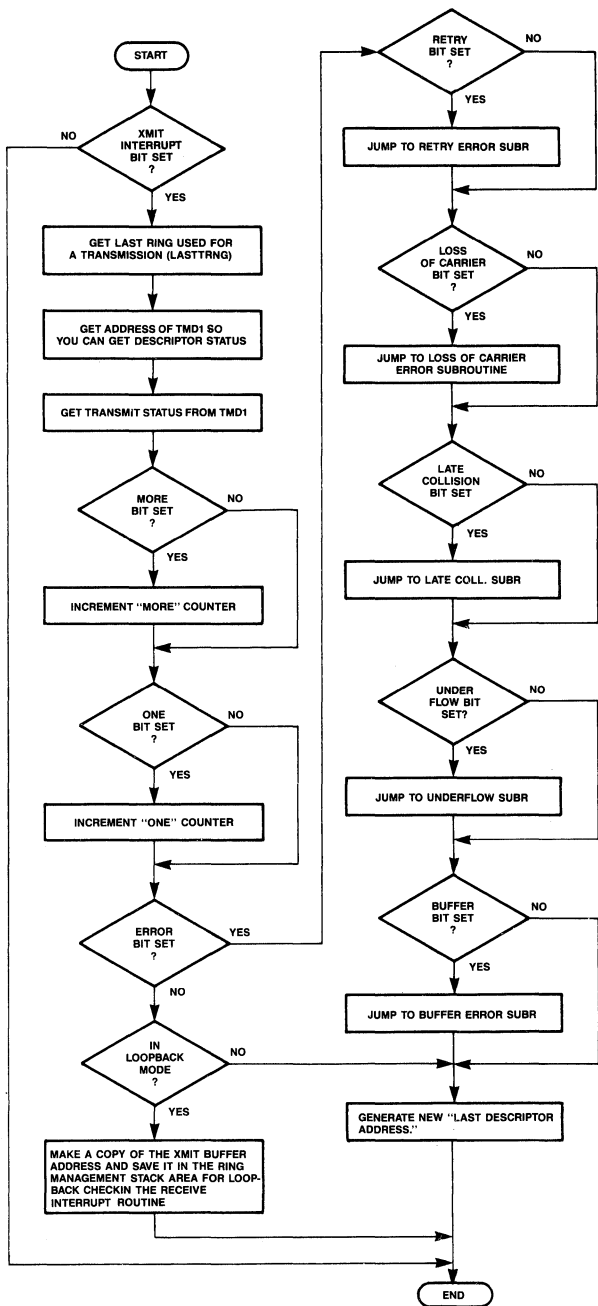 START
NO
XMIT
INTERRUPT
BIT SET
?
YES
GET LAST RING USED FOR
A TRANSMISSION (LASTTRNG)
GET ADDRESS OF TMD1 SO
YOU CAN GET DESCRIPTOR STATUS
GET TRANSMIT STATUS FROM TMD1
MORE
BIT SET
?
NO
YES
INCREMENT "MORE" COUNTER
ONE
BIT SET
?
NO
YES
INCREMENT "ONE" COUNTER
ERROR
BIT SET
?
YES
NO
IN
LOOPBACK
MODE
?
NO
YES
MAKE A COPY OF THE XMIT BUFFER
ADDRESS AND SAVE IT IN THE RING
MANAGEMENT STACK AREA FOR LOOP-
BACK CHECKIN THE RECEIVE
INTERRUPT ROUTINE
RETRY
BIT SET
?
NO
YES
JUMP TO RETRY ERROR SUBR
LOSS
OF CARRIER
BIT SET
?
NO
YES
JUMP TO LOSS OF CARRIER
ERROR SUBROUTINE
LATE
COLLISION
BIT SET
NO
YES
JUMP TO LATE COLL. SUBR
UNDER
FLOW BIT
SET?
NO
YES
JUMP TO UNDERFLOW SUBR
BUFFER
BIT SET
?
NO
YES
JUMP TO BUFFER ERROR SUBR
GENERATE NEW "LAST DESCRIPTOR
ADDRESS."
END